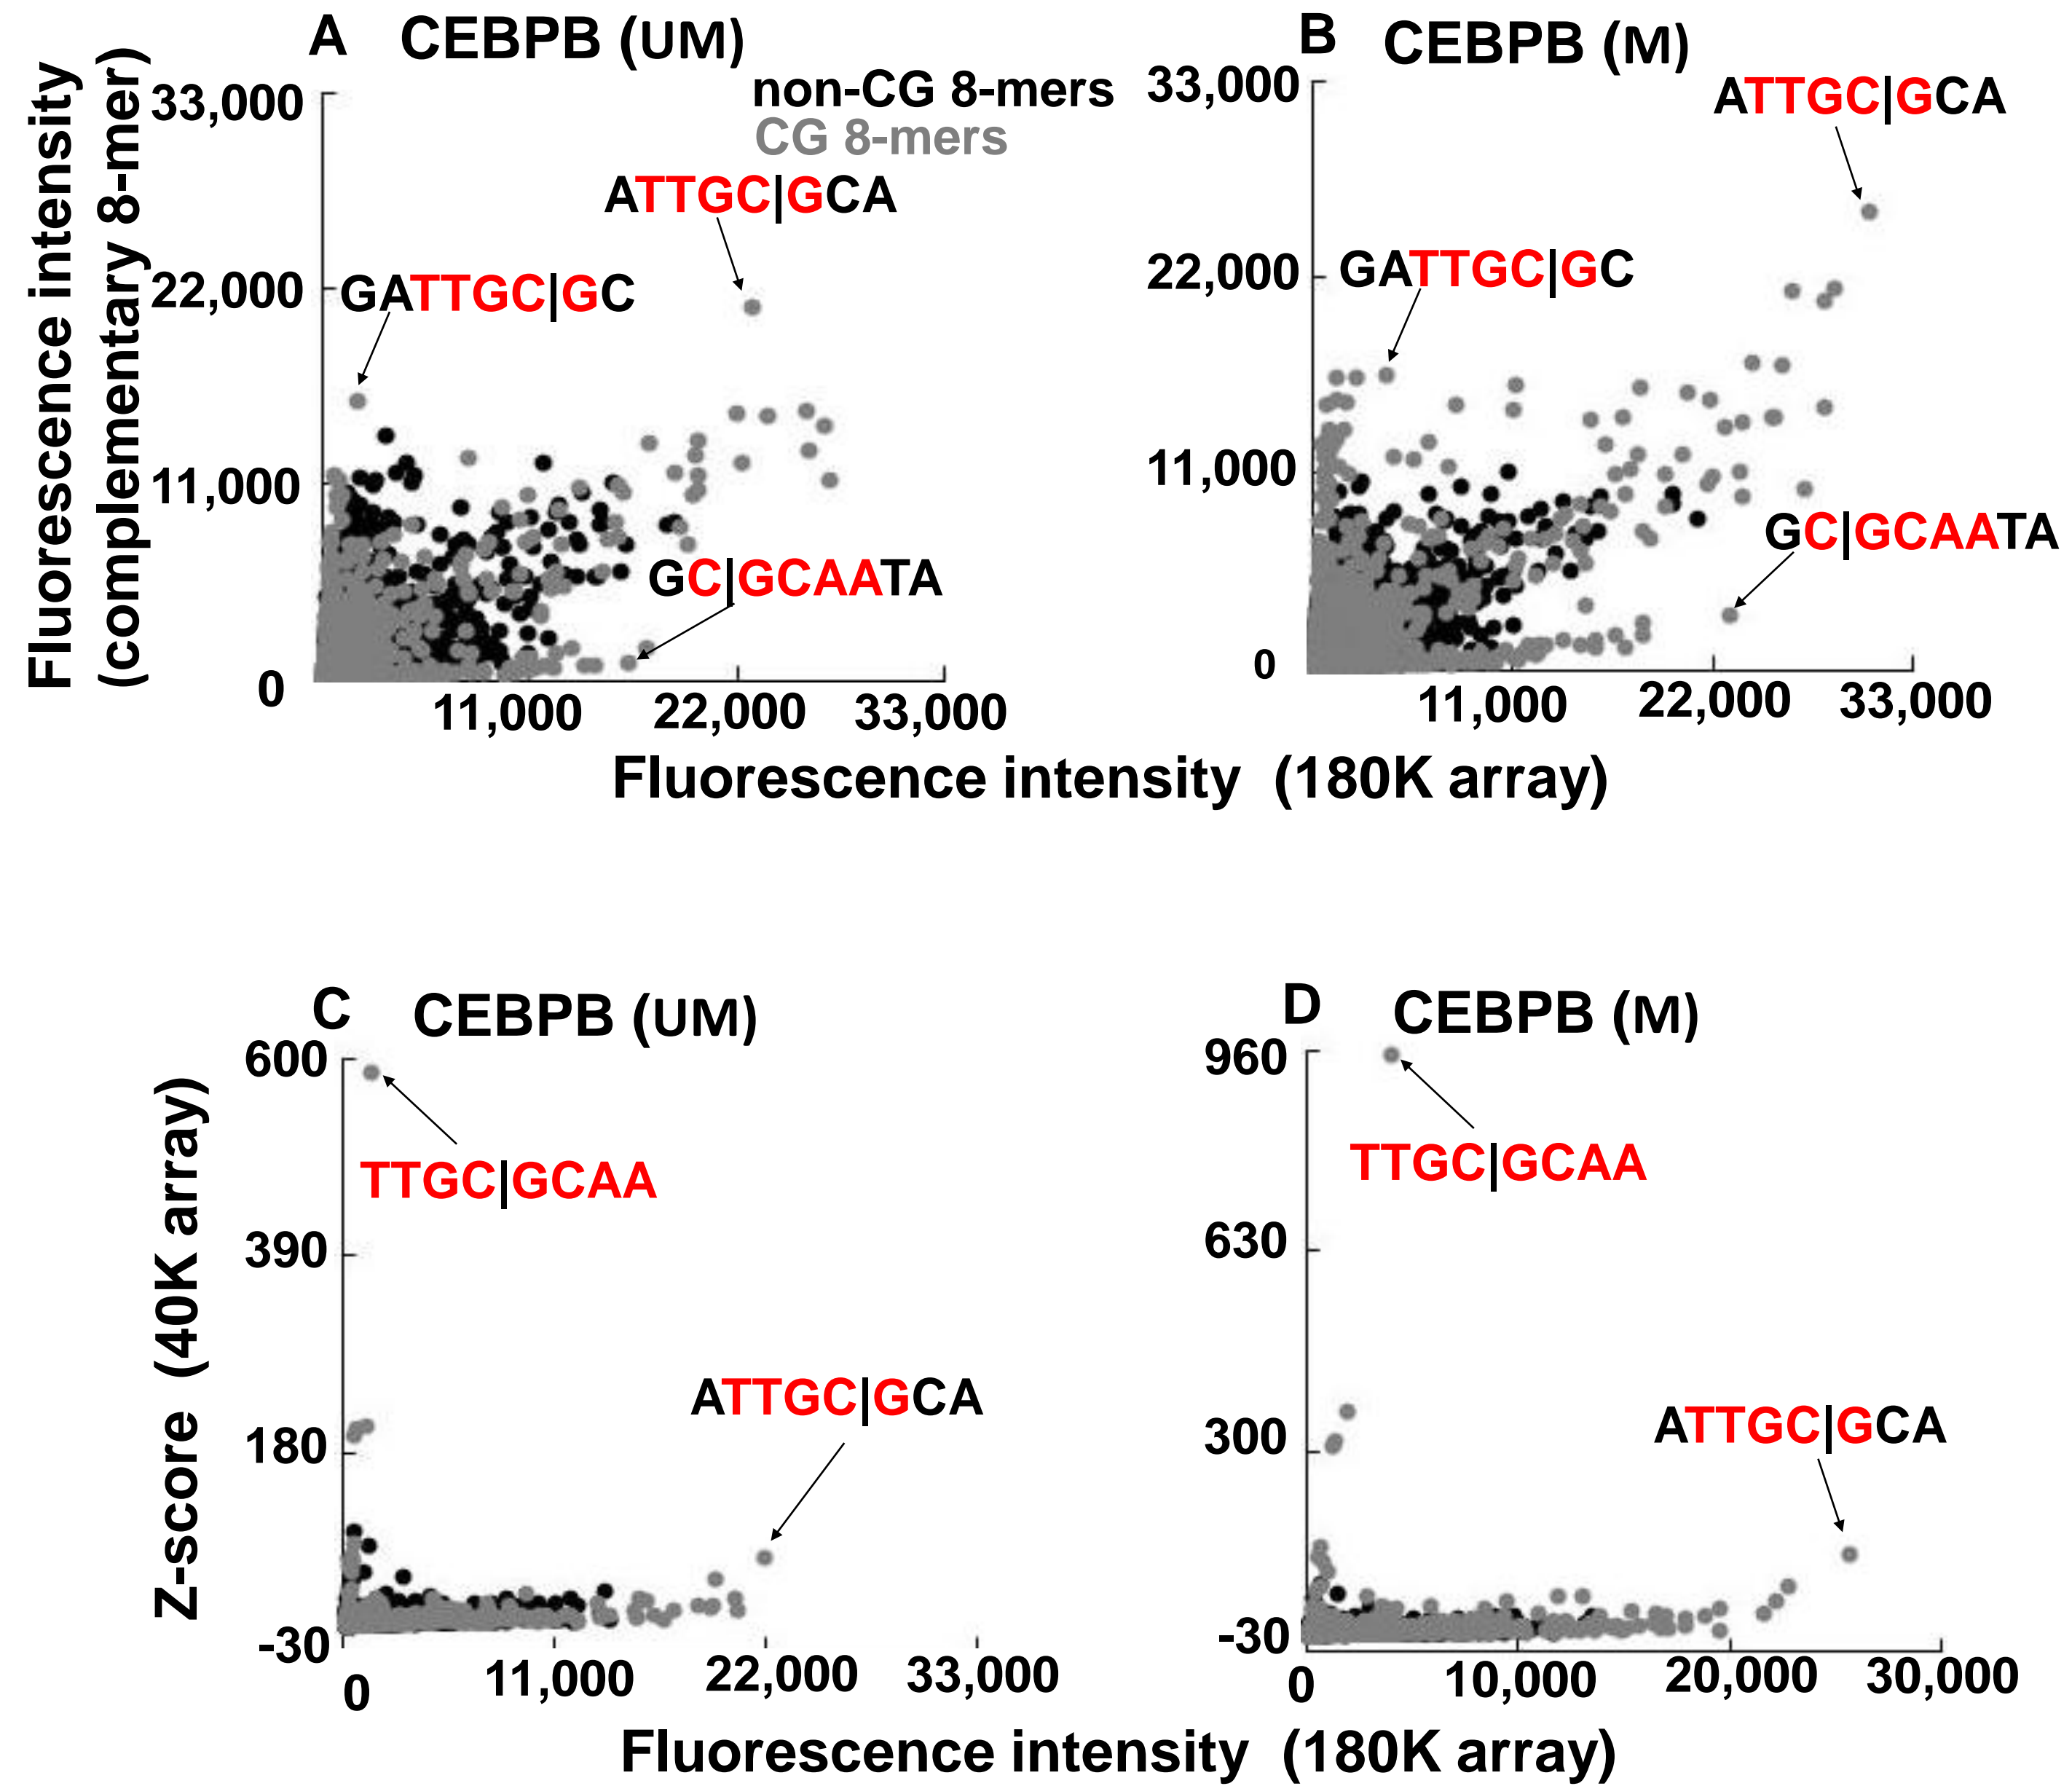 A CEBPB (UM)
Fluorescence intensity
(complementary 8-mer)
33,000
22,000
11,000
0
non-CG 8-mers
CG 8-mers
ATTGC|GCA
GATTGC|GC
GC|GCAATA
11,000 22,000 33,000
B CEBPB (M)
33,000
22,000
11,000
0
ATTGC|GCA
GATTGC|GC
GC|GCAATA
11,000 22,000 33,000
Fluorescence intensity (180K array)
C CEBPB (UM)
Z-score (40K array)
600
390
180
-30
TTGC|GCAA
ATTGC|GCA
0 11,000 22,000 33,000
D CEBPB (M)
960
630
300
-30
TTGC|GCAA
ATTGC|GCA
0 10,000 20,000 30,000
Fluorescence intensity (180K array)